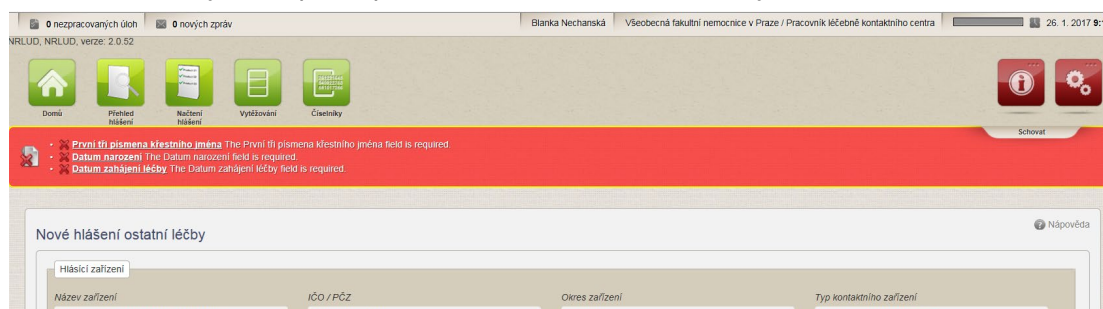 0 nezpracovaných úloh 0 nových zpráv Blanka Nechanská Všeobecná fakultní nemocnice v Praze / Pracovník léčebně kontaktního centra 26. 1. 2017 9:
NRLUD, NRLUD, verze: 2.0.52
Domů Přehled hlášení Načtení hlášení Vytěžování Číselníky
Schovat
První tři písmena křestního jména The První tři písmena křestního jména field is required.
Datum narození The Datum narození field is required.
Datum zahájení léčby The Datum zahájení léčby field is required.
Nápověda
Nové hlášení ostatní léčby
Hlásící zařízení
Název zařízení IČO / PČZ Okres zařízení Typ kontaktního zařízení